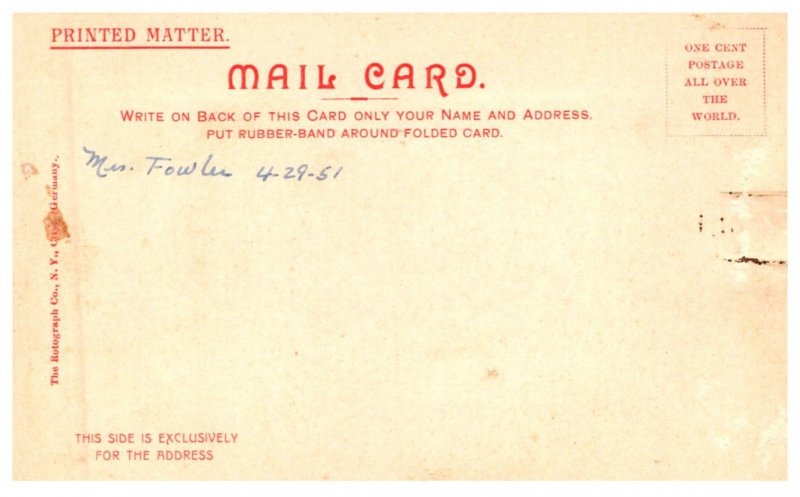 PRINTED MATTER.
MAIL CARD.
WRITE ON BACK OF THIS CARD ONLY YOUR NAME AND ADDRESS.
PUT RUBBER-BAND AROUND FOLDED CARD.
ONE CENT
POSTAGE
ALL OVER
THE
WORLD.
Mrs. Fowler 4-29-51
The Rotograph Co., N. Y., City. Germany.
THIS SIDE IS EXCLUSIVELY
FOR THE ADDRESS